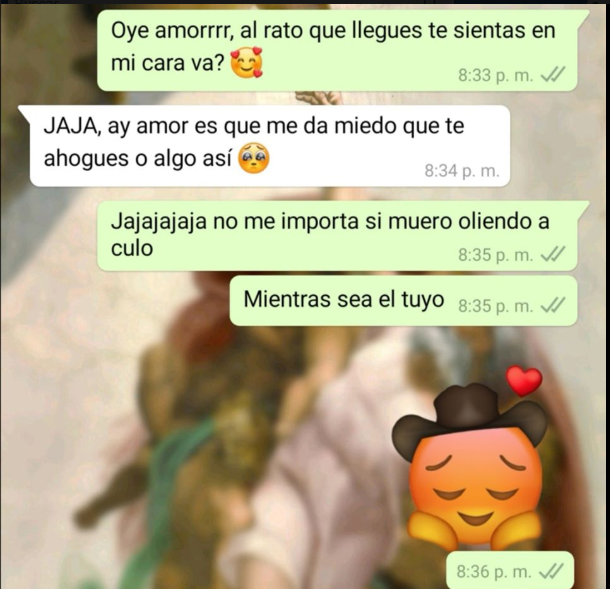 Oye amorrrr, al rato que llegues te sientas en
mi cara va? 🥰
8:33 p. m.
JAJA, ay amor es que me da miedo que te
ahogues o algo así 🥺
8:34 p. m.
Jajajajaja no me importa si muero oliendo a
culo
8:35 p. m.
Mientras sea el tuyo 8:35 p. m.
8:36 p. m.